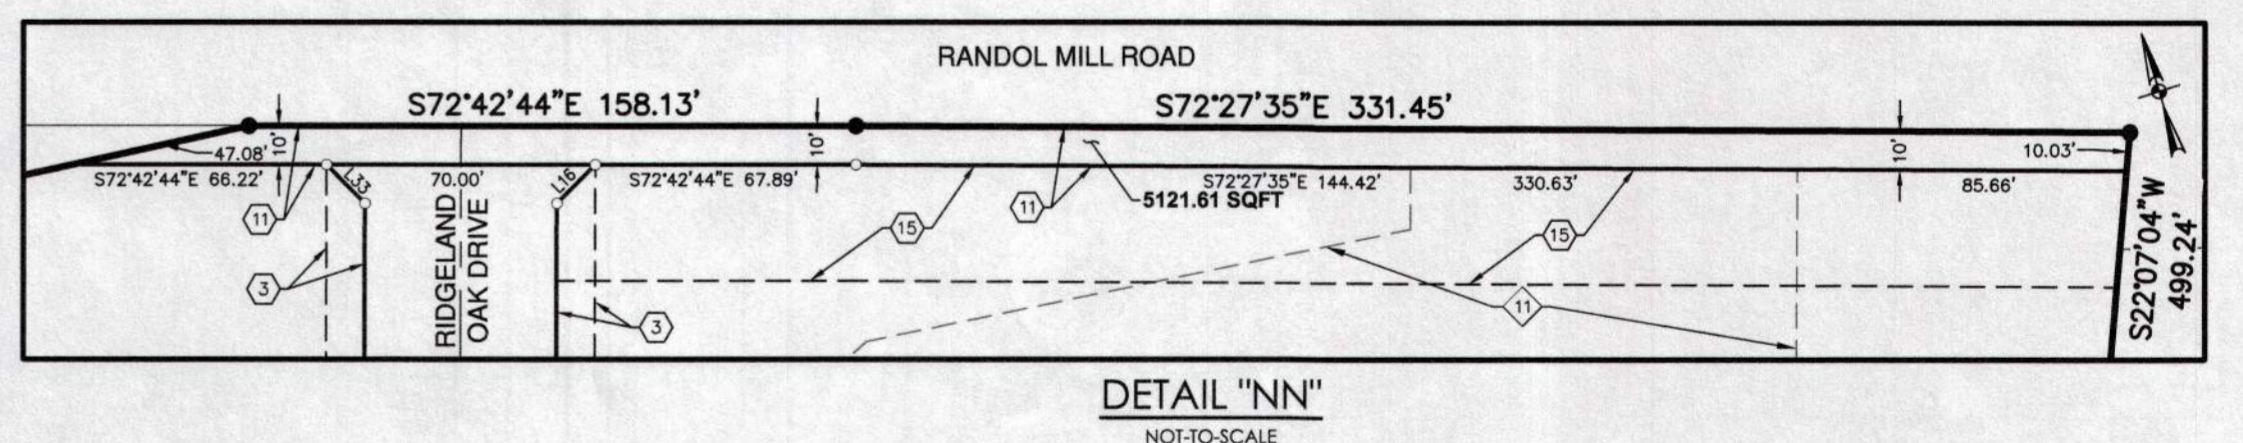 RANDOL MILL ROAD
S72°42'44"E 158.13'
S72°27'35"E 331.45'
10'
10'
10'
47.08'
10.03'
S72°42'44"E 66.22'
L33
70.00'
L16
S72°42'44"E 67.89'
S72°27'35"E 144.42'
330.63'
85.66'
5121.61 SQFT
11
15
11
15
3
3
11
RIDGELAND
OAK DRIVE
S22°07'04"W
499.24'
DETAIL "NN"
NOT-TO-SCALE